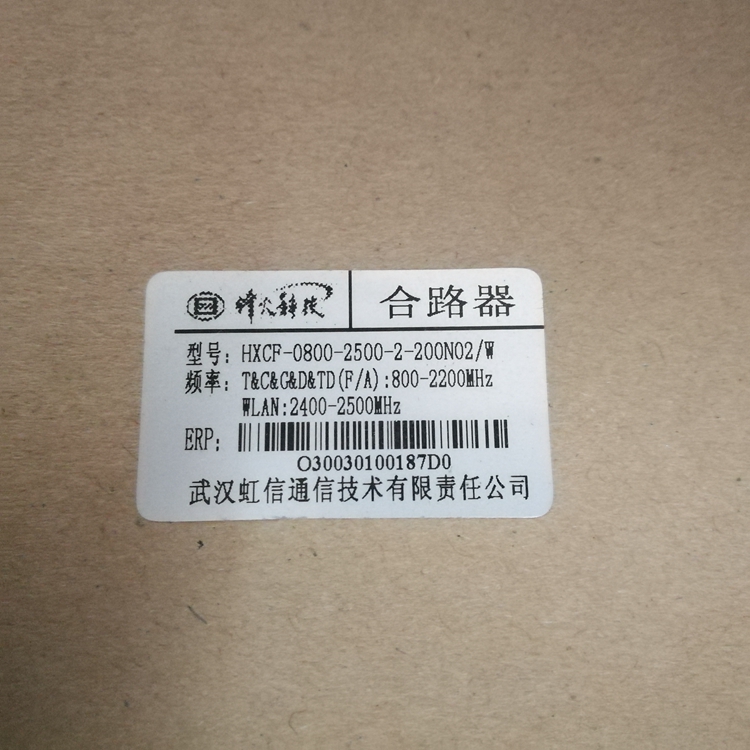 烽火科技
合路器
型号: HXCF-0800-2500-2-200N02/W
频率: T&C&G&D&TD(F/A):800-2200MHz
WLAN:2400-2500MHz
ERP:
O30030100187D0
武汉虹信通信技术有限责任公司